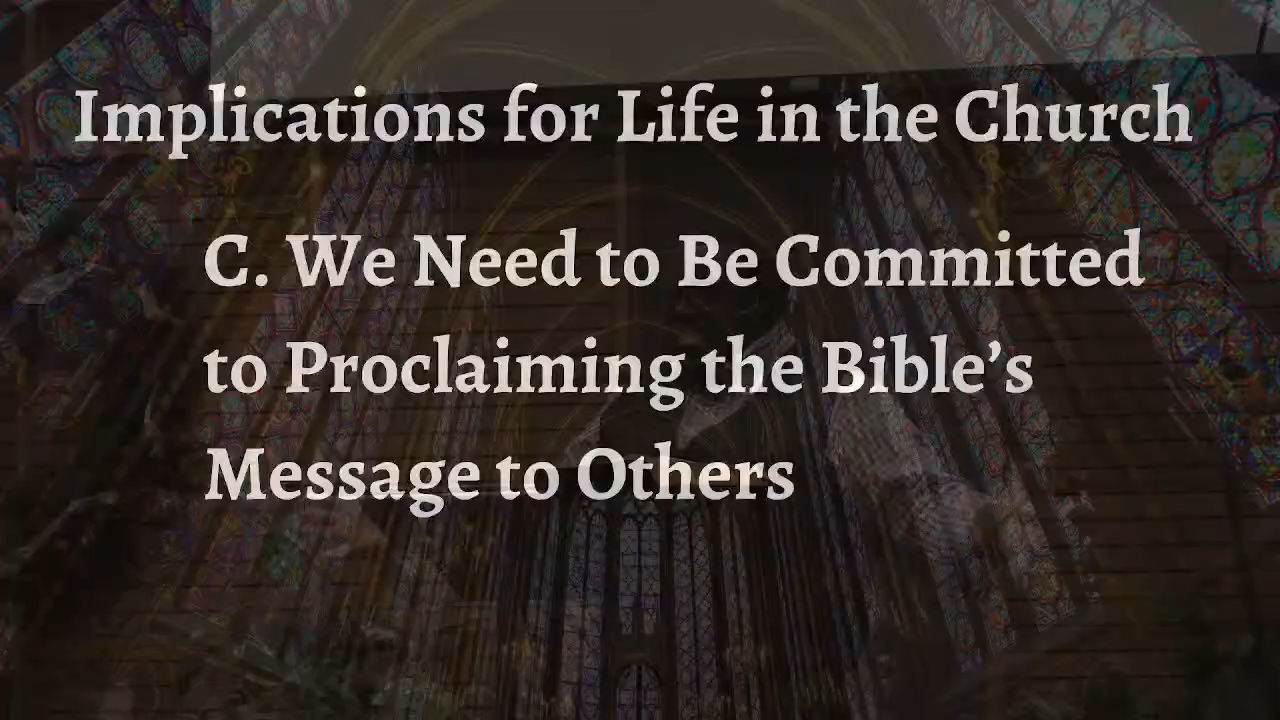 Implications for Life in the Church
C. We Need to Be Committed
to Proclaiming the Bible’s
Message to Others